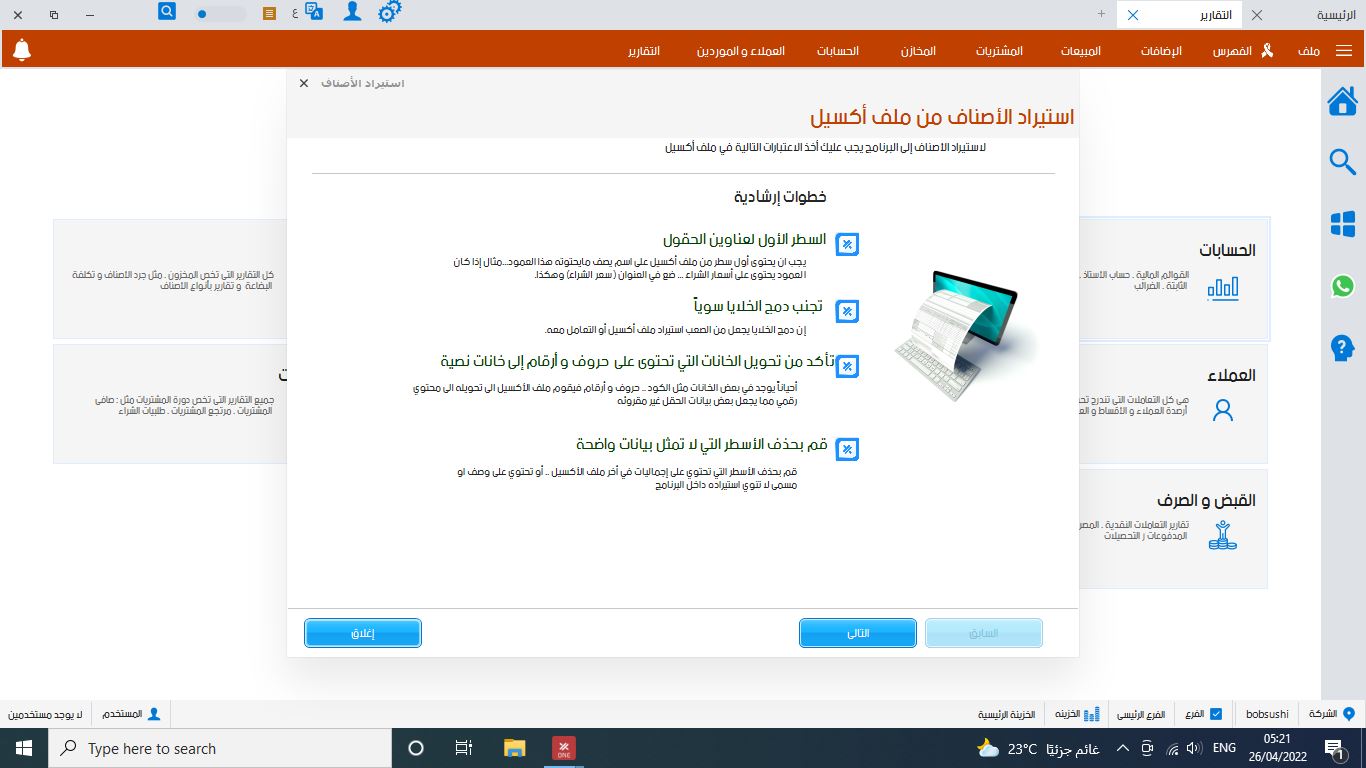 الرئيسية
التقارير
+
ع
ملف
الفهرس
الإضافات
المبيعات
المشتريات
المخازن
الحسابات
العملاء و الموردين
التقارير
استيراد الأصناف
استيراد الأصناف من ملف أكسيل
لاستيراد الاصناف إلى البرنامج يجب عليك أخذ الاعتبارات التالية في ملف أكسيل
خطوات إرشادية
السطر الأول لعناوين الحقول
يجب ان يحتوى أول سطر من ملف أكسيل على اسم يصف مايحتوته هذا العمود...مثال إذا كان
العمود يحتوى على أسعار الشراء ... ضع في العنوان ( سعر الشراء) وهكذا.
تجنب دمج الخلايا سوياً
إن دمج الخلايا يجعل من الصعب استيراد ملف أكسيل أو التعامل معه.
تأكد من تحويل الخانات التي تحتوى على حروف و أرقام إلى خانات نصية
أحياناً يوجد في بعض الخانات مثل الكود .. حروف و أرقام فيقوم ملف الأكسيل الى تحويله الى محتوي
رقمي مما يجعل بعض بيانات الحقل غير مقروئه
قم بحذف الأسطر التي لا تمثل بيانات واضحة
قم بحذف الأسطر التي تحتوي على إجماليات في أخر ملف الأكسيل .. أو تحتوي على وصف او
مسمى لا تنوي استيراده داخل البرنامج
السابق
التالى
إغلاق
الحسابات
القوائم المالية . حساب الأستاذ .
الثابتة . الضرائب
العملاء
هي كل التعاملات التي تندرج تحت
أرصدة العملاء و الأقساط و
القبض و الصرف
تقارير التعاملات النقدية .
المدفوعات و التحصيلات
كل التقارير التي تخص المخزون . مثل جرد الأصناف و تكلفة
البضاعة و تقارير بأنواع الاصناف
جميع التقارير التي تخص دورة المشتريات مثل : صافى
المشتريات . مرتجع المشتريات . طلبيات الشراء
الشركة
bobsushi
الفرع
الفرع الرئيسى
الخزينه
الخزينة الرئيسية
المستخدم
لا يوجد مستخدمين
Type here to search
ONE
23°C غائم جزئيًا
ENG
05:21
26/04/2022
1